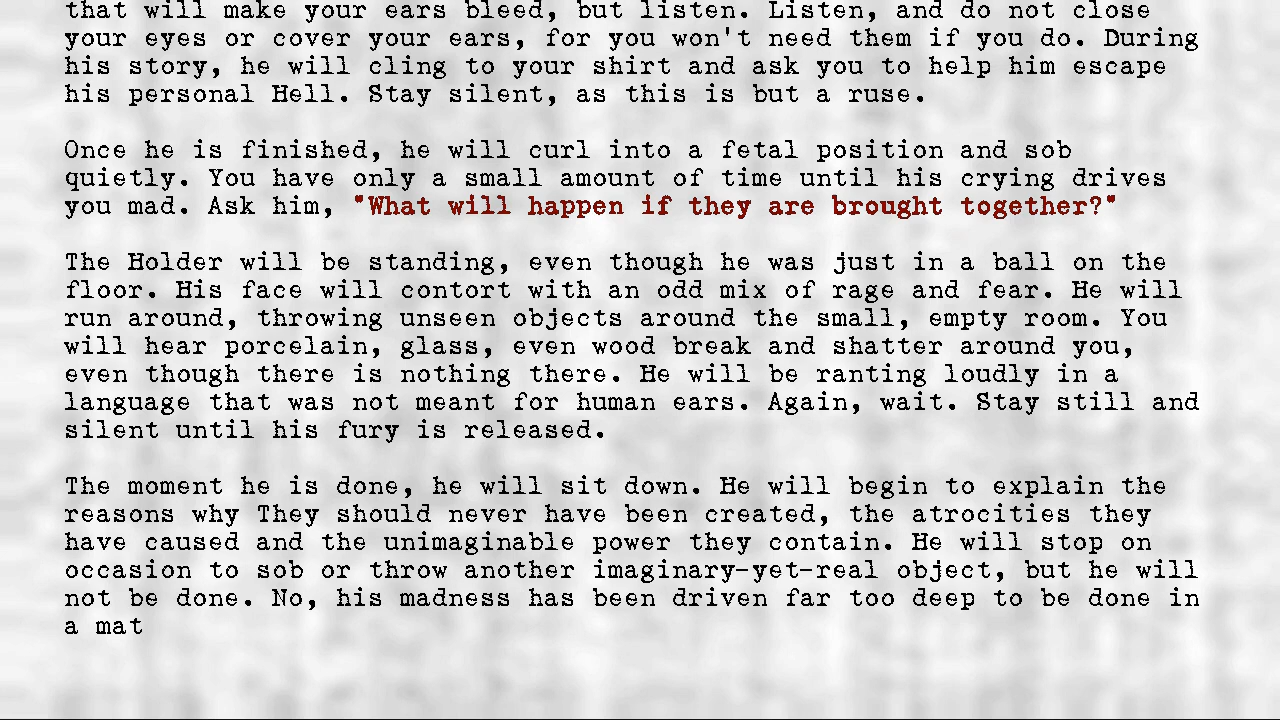 that will make your ears bleed, but listen. Listen, and do not close
your eyes or cover your ears, for you won't need them if you do. During
his story, he will cling to your shirt and ask you to help him escape
his personal Hell. Stay silent, as this is but a ruse.
Once he is finished, he will curl into a fetal position and sob
quietly. You have only a small amount of time until his crying drives
you mad. Ask him, "What will happen if they are brought together?"
The Holder will be standing, even though he was just in a ball on the
floor. His face will contort with an odd mix of rage and fear. He will
run around, throwing unseen objects around the small, empty room. You
will hear porcelain, glass, even wood break and shatter around you,
even though there is nothing there. He will be ranting loudly in a
language that was not meant for human ears. Again, wait. Stay still and
silent until his fury is released.
The moment he is done, he will sit down. He will begin to explain the
reasons why They should never have been created, the atrocities they
have caused and the unimaginable power they contain. He will stop on
occasion to sob or throw another imaginary-yet-real object, but he will
not be done. No, his madness has been driven far too deep to be done in
a mat